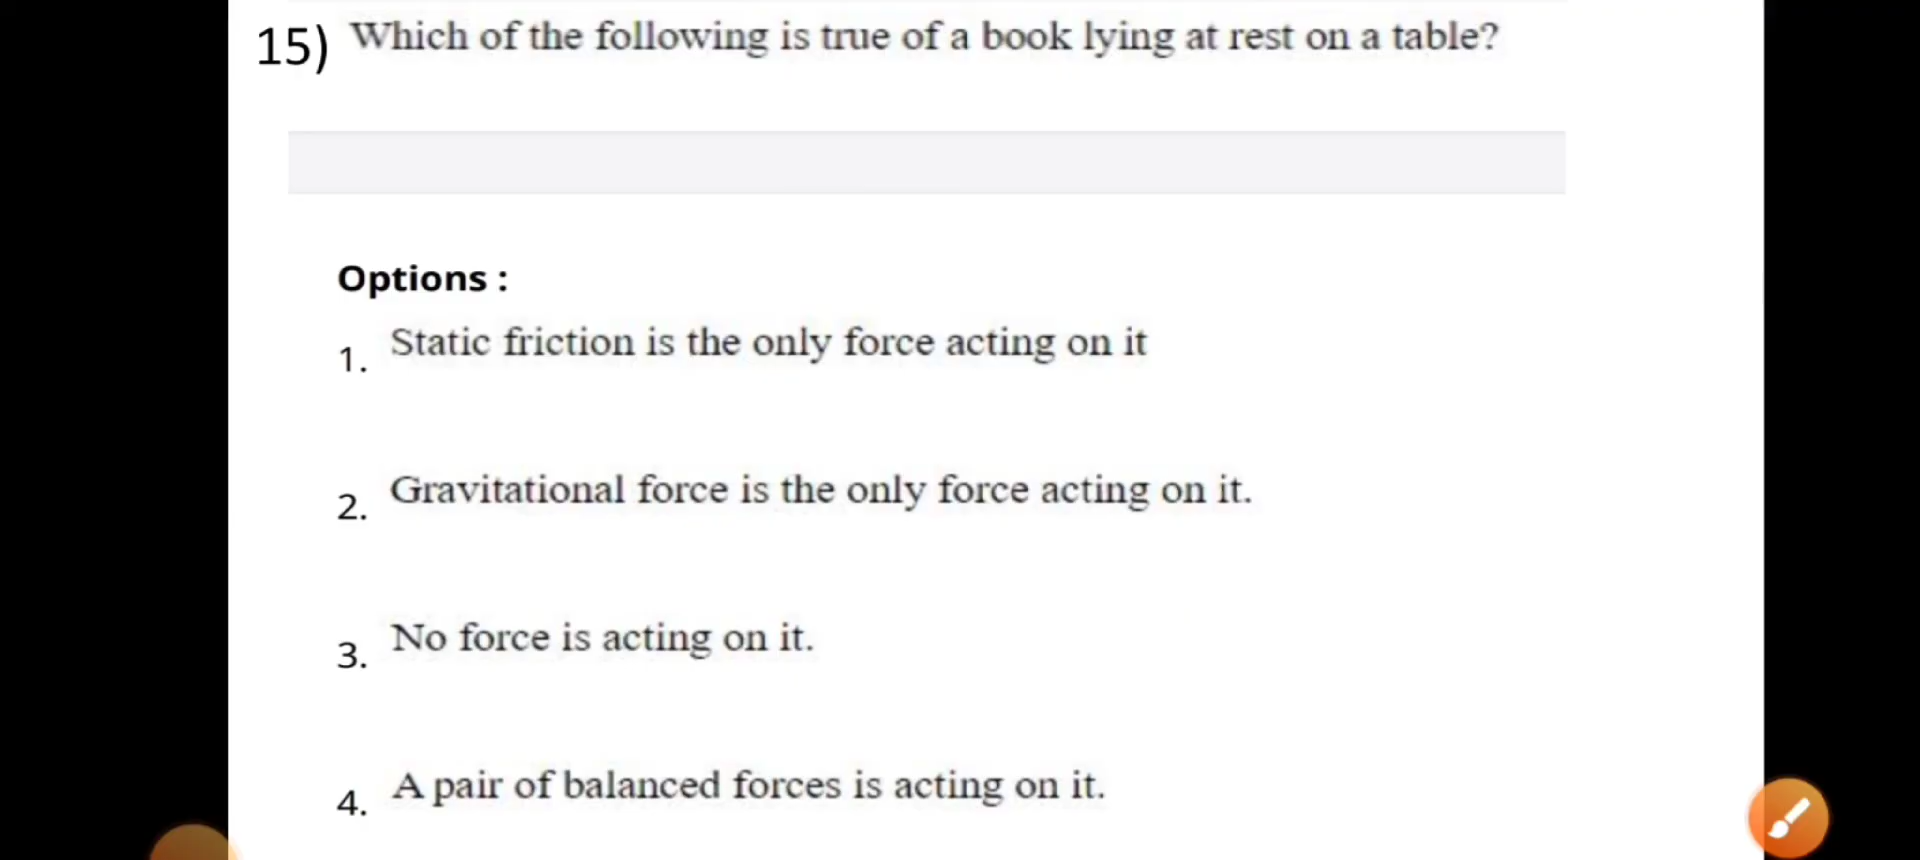 15) Which of the following is true of a book lying at rest on a table?
Options :
1. Static friction is the only force acting on it
2. Gravitational force is the only force acting on it.
3. No force is acting on it.
4. A pair of balanced forces is acting on it.